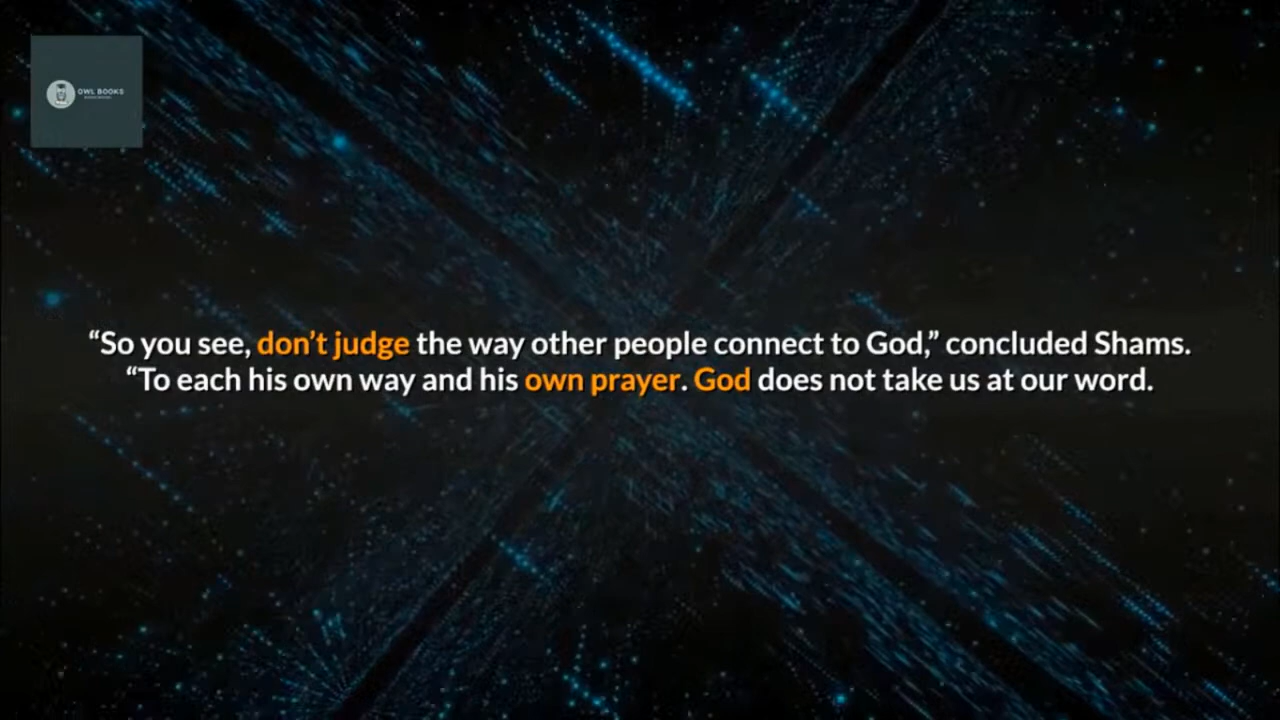 OWL BOOKS
“So you see, don’t judge the way other people connect to God,” concluded Shams.
“To each his own way and his own prayer. God does not take us at our word.